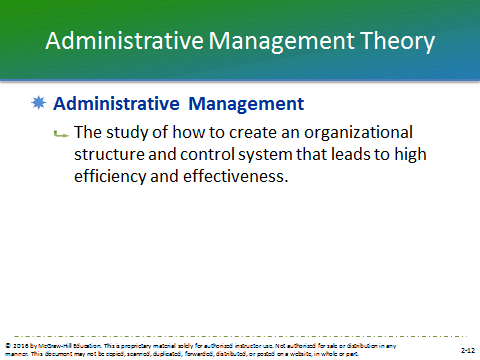 Administrative Management Theory
Administrative Management
The study of how to create an organizational
structure and control system that leads to high
efficiency and effectiveness.
© 2016 by McGraw-Hill Education. This is proprietary material solely for authorized instructor use. Not authorized for sale or distribution in any
manner. This document may not be copied, scanned, duplicated, forwarded, distributed, or posted on a website, in whole or part.
2-12